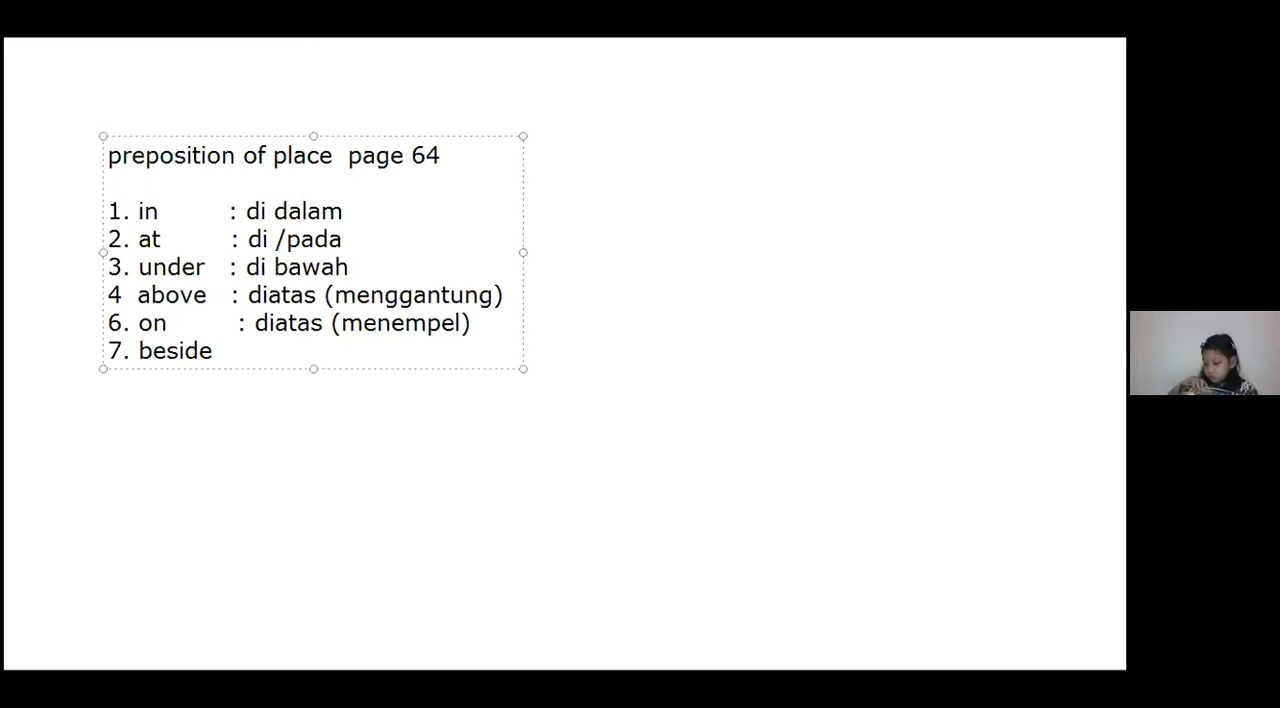 preposition of place page 64
1. in : di dalam
2. at : di /pada
3. under : di bawah
4 above : diatas (menggantung)
6. on : diatas (menempel)
7. beside